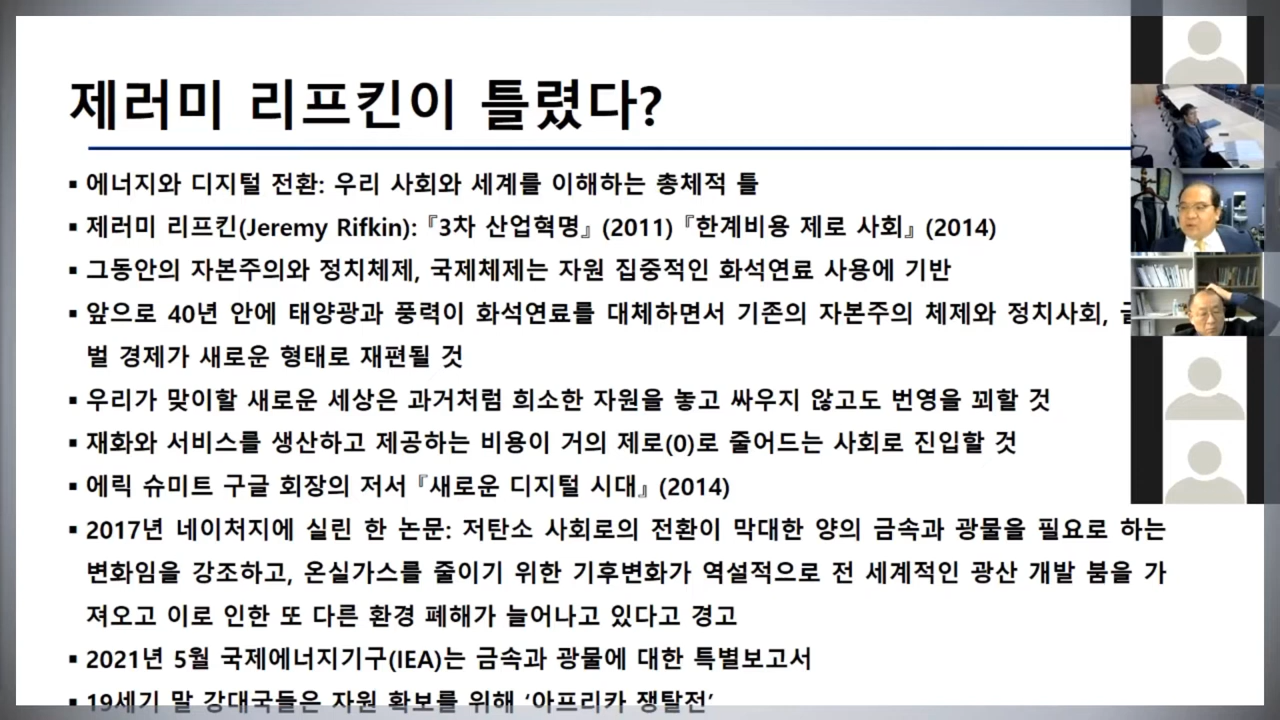 제러미 리프킨이 틀렸다?
▪ 에너지와 디지털 전환: 우리 사회와 세계를 이해하는 총체적 틀
▪ 제러미 리프킨(Jeremy Rifkin): 『3차 산업혁명』 (2011) 『한계비용 제로 사회』 (2014)
▪ 그동안의 자본주의와 정치체제, 국제체제는 자원 집중적인 화석연료 사용에 기반
▪ 앞으로 40년 안에 태양광과 풍력이 화석연료를 대체하면서 기존의 자본주의 체제와 정치사회,
벌 경제가 새로운 형태로 재편될 것
▪ 우리가 맞이할 새로운 세상은 과거처럼 희소한 자원을 놓고 싸우지 않고도 번영을 꾀할 것
▪ 재화와 서비스를 생산하고 제공하는 비용이 거의 제로(0)로 줄어드는 사회로 진입할 것
▪ 에릭 슈미트 구글 회장의 저서 『새로운 디지털 시대』 (2014)
▪ 2017년 네이처지에 실린 한 논문: 저탄소 사회로의 전환이 막대한 양의 금속과 광물을 필요로 하는
변화임을 강조하고, 온실가스를 줄이기 위한 기후변화가 역설적으로 전 세계적인 광산 개발 붐을 가
져오고 이로 인한 또 다른 환경 폐해가 늘어나고 있다고 경고
▪ 2021년 5월 국제에너지기구(IEA)는 금속과 광물에 대한 특별보고서
▪ 19세기 말 강대국들은 자원 확보를 위해 ‘아프리카 쟁탈전’